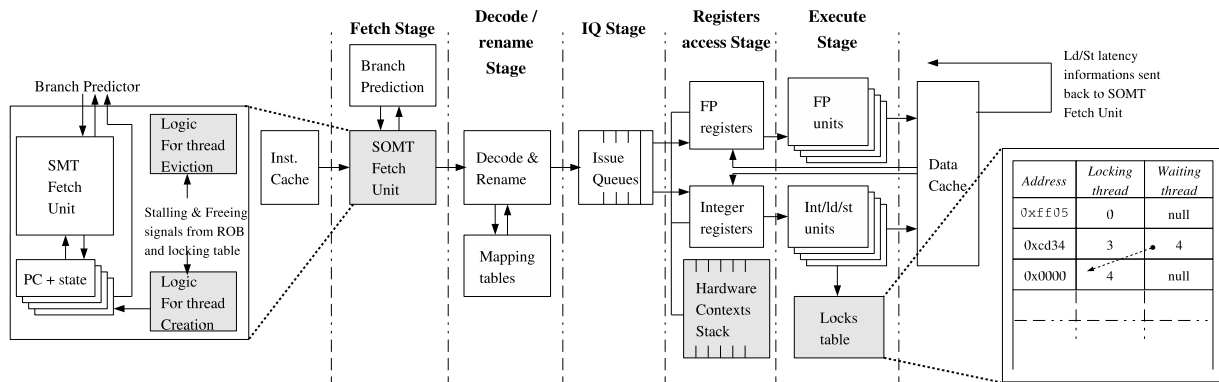 Fetch Stage
Decode /
rename
Stage
IQ Stage
Registers
access Stage
Execute
Stage
Branch Predictor
SMT
Fetch
Unit
PC + state
Logic
For thread
Eviction
Stalling & Freeing
signals from ROB
and locking table
Logic
For thread
Creation
Inst.
Cache
Branch
Prediction
SOMT
Fetch
Unit
Decode &
Rename
Mapping
tables
Issue
Queues
FP
registers
Integer
registers
Hardware
Contexts
Stack
FP
units
Int/ld/st
units
Locks
table
Data
Cache
Ld/St latency
informations sent
back to SOMT
Fetch Unit
Address Locking thread Waiting thread
0xff05 0 null
0xcd34 3 4
0x0000 4 null